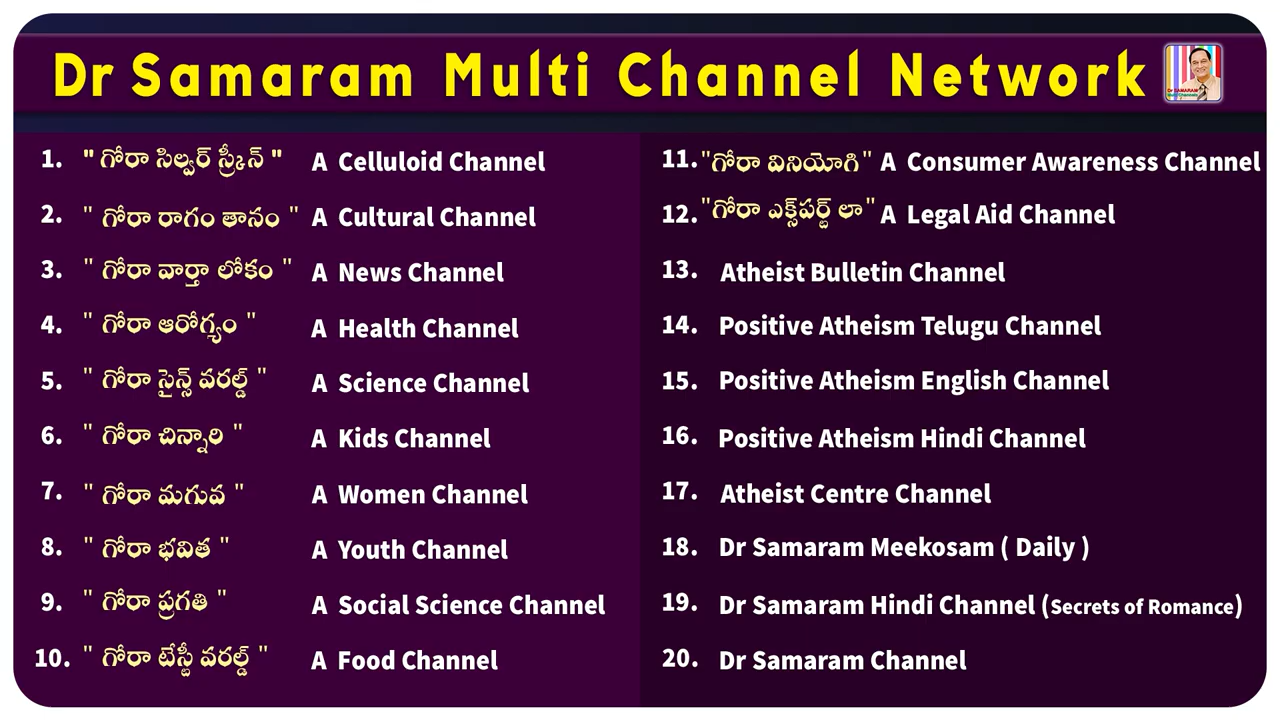 Dr Samaram Multi Channel Network
1. " గోరా సిల్వర్ స్క్రీన్ " A Celluloid Channel
2. " గోరా రాగం తానం " A Cultural Channel
3. " గోరా వార్తా లోకం " A News Channel
4. " గోరా ఆరోగ్యం " A Health Channel
5. " గోరా సైన్స్ వరల్డ్ " A Science Channel
6. " గోరా చిన్నారి " A Kids Channel
7. " గోరా మగువ " A Women Channel
8. " గోరా భవిత " A Youth Channel
9. " గోరా ప్రగతి " A Social Science Channel
10. " గోరా టేస్టీ వరల్డ్ " A Food Channel
11. "గోరా వినియోగి" A Consumer Awareness Channel
12. "గోరా ఎక్స్‌పర్ట్ లా" A Legal Aid Channel
13. Atheist Bulletin Channel
14. Positive Atheism Telugu Channel
15. Positive Atheism English Channel
16. Positive Atheism Hindi Channel
17. Atheist Centre Channel
18. Dr Samaram Meekosam ( Daily )
19. Dr Samaram Hindi Channel (Secrets of Romance)
20. Dr Samaram Channel